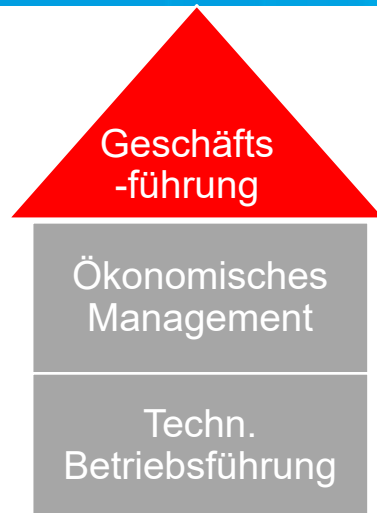 Geschäfts
-führung
Ökonomisches
Management
Techn.
Betriebsführung